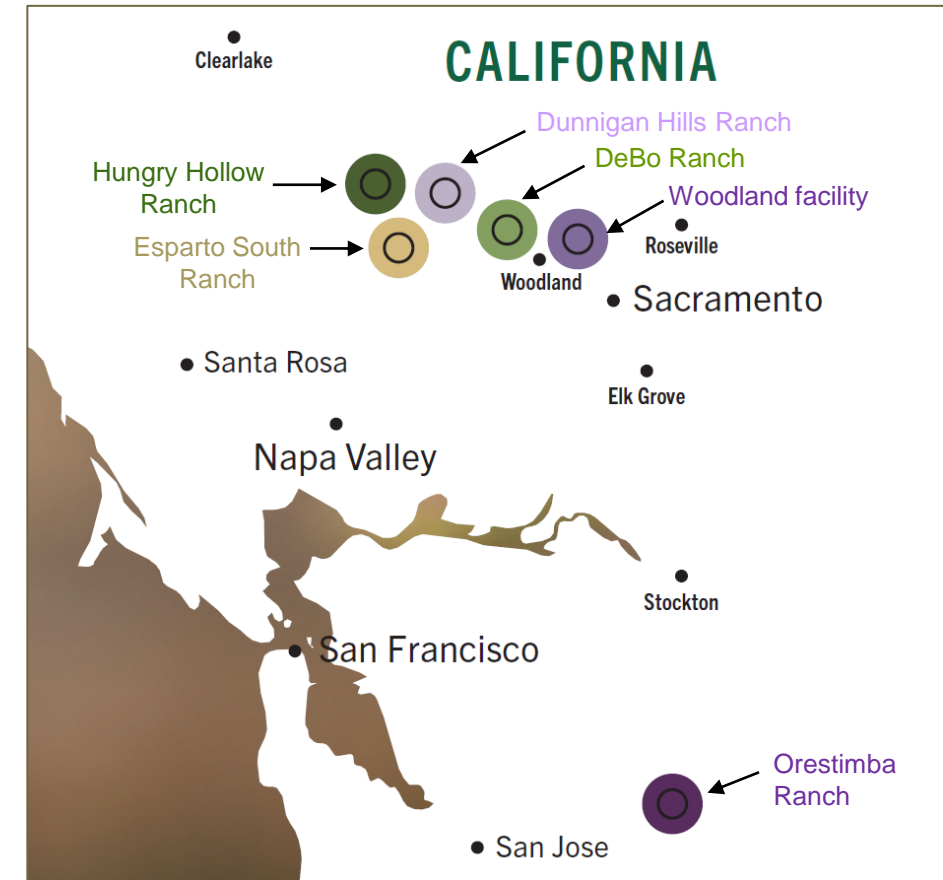 CALIFORNIA
Clearlake
Dunnigan Hills Ranch
DeBo Ranch
Hungry Hollow
Ranch
Woodland facility
Esparto South
Ranch
Roseville
Woodland
Sacramento
Santa Rosa
Elk Grove
Napa Valley
Stockton
San Francisco
Orestimba
Ranch
San Jose